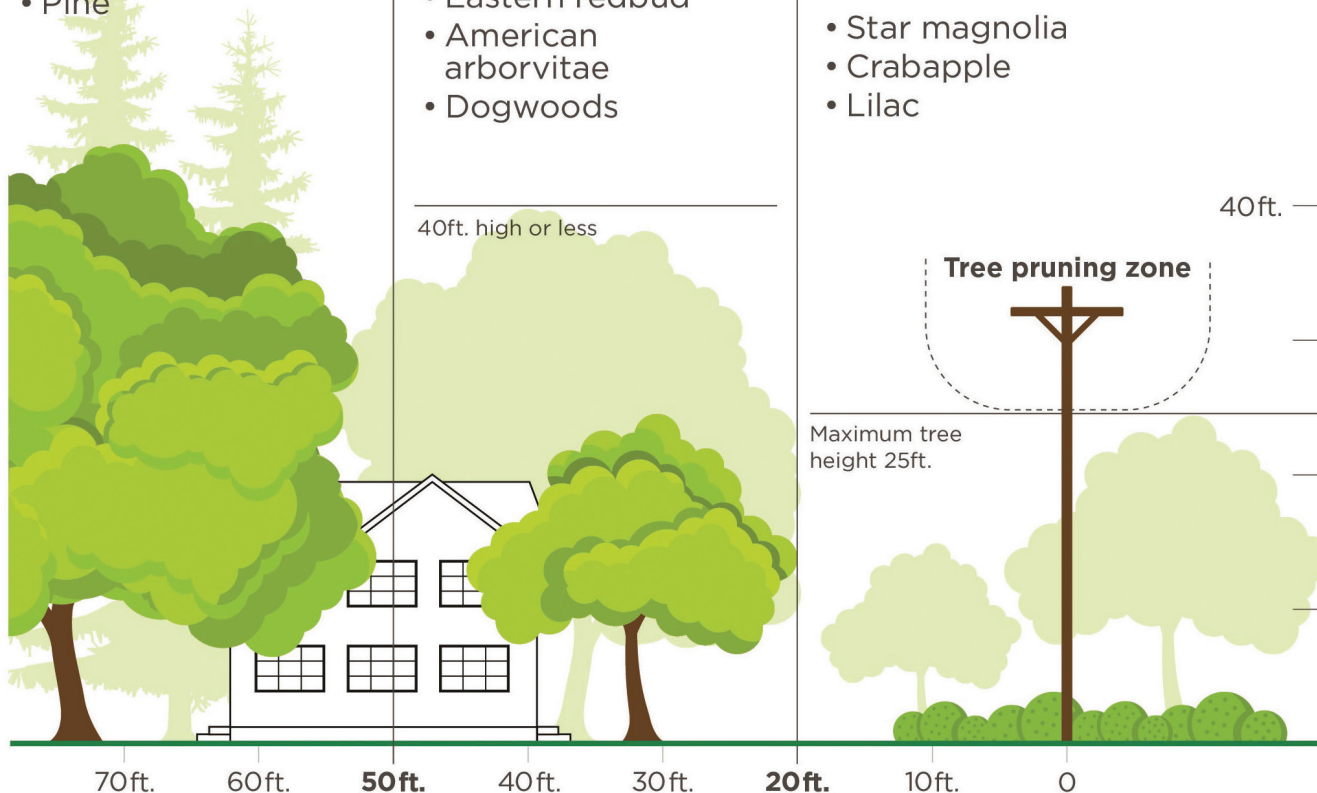 • Pine
• Eastern redbud
• American
arborvitae
• Dogwoods
• Star magnolia
• Crabapple
• Lilac
40ft. high or less
40ft.
Tree pruning zone
Maximum tree
height 25ft.
70ft. 60ft. 50ft. 40ft. 30ft. 20ft. 10ft. 0